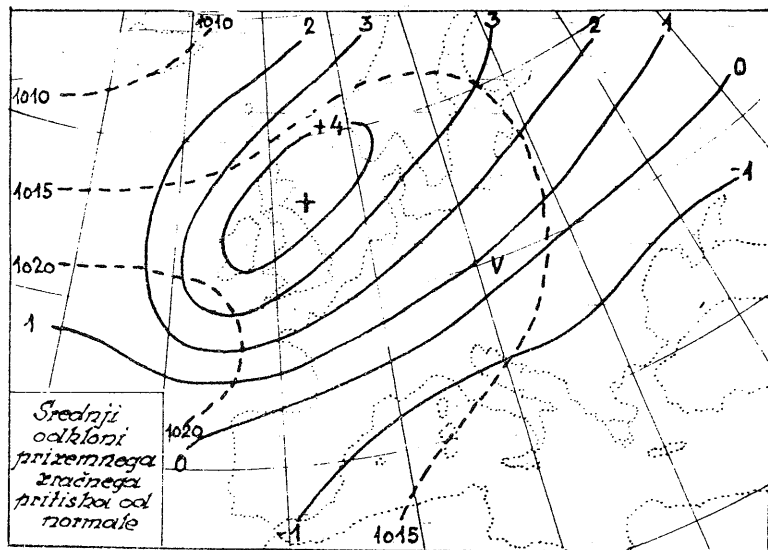 1010
2
3
3
2
1
0
1010
+4
1015
-1
+
1020
V
1
Srednji
odkloni
prizemnega
zračnega
pritiska od
normale
1020
0
-1
1015